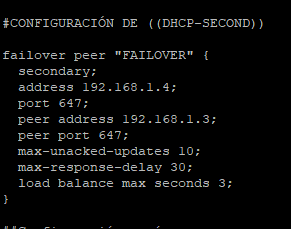 #CONFIGURACIÓN DE ((DHCP-SECOND))
failover peer "FAILOVER" {
secondary;
address 192.168.1.4;
port 647;
peer address 192.168.1.3;
peer port 647;
max-unacked-updates 10;
max-response-delay 30;
load balance max seconds 3;
}